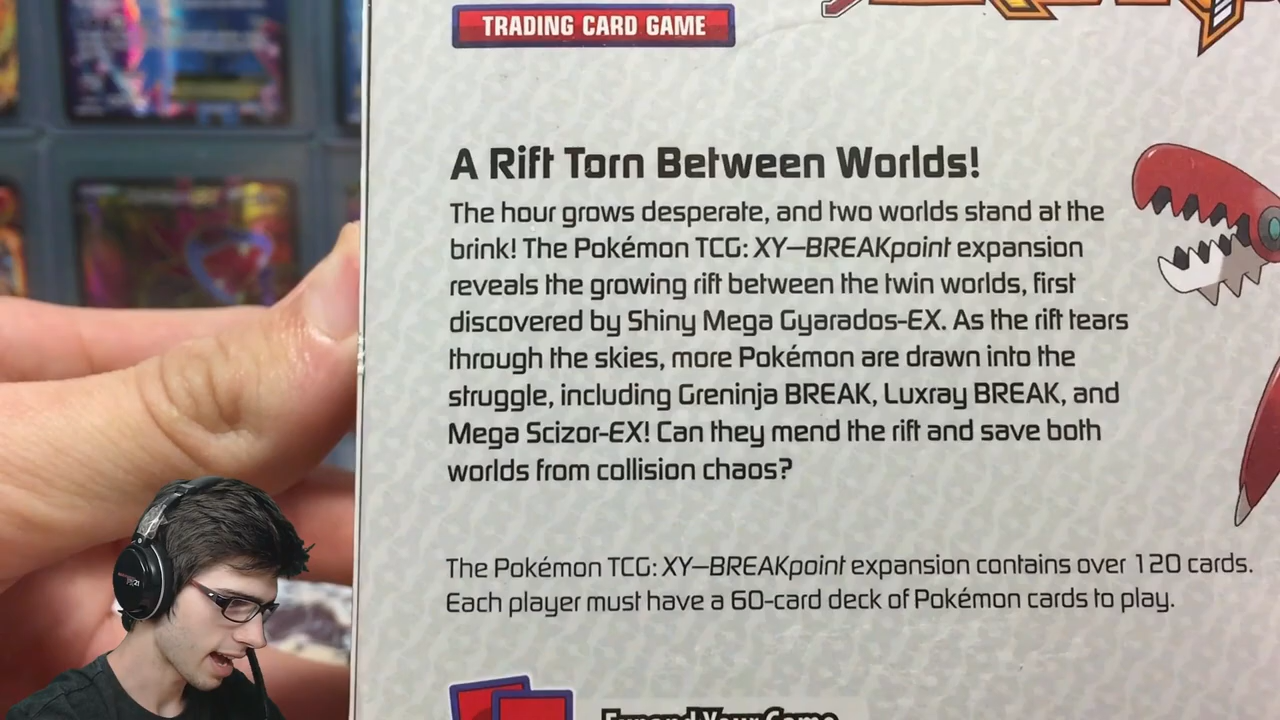 TRADING CARD GAME
A Rift Torn Between Worlds!
The hour grows desperate, and two worlds stand at the
brink! The Pokémon TCG: XY—BREAKpoint expansion
reveals the growing rift between the twin worlds, first
discovered by Shiny Mega Gyarados-EX. As the rift tears
through the skies, more Pokémon are drawn into the
struggle, including Greninja BREAK, Luxray BREAK, and
Mega Scizor-EX! Can they mend the rift and save both
worlds from collision chaos?
The Pokémon TCG: XY—BREAKpoint expansion contains over 120 cards.
Each player must have a 60-card deck of Pokémon cards to play.
Expand Your Game